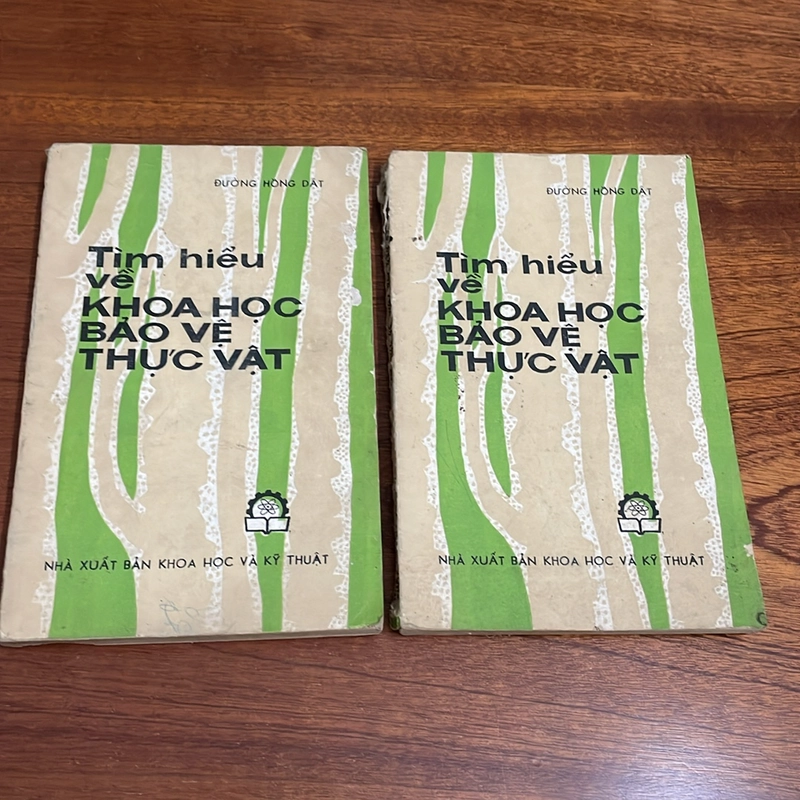 ĐƯỜNG HỒNG DẬT
Tìm hiểu
về
KHOA HỌC
BẢO VỆ
THỰC VẬT
NHÀ XUẤT BẢN KHOA HỌC VÀ KỸ THUẬT
ĐƯỜNG HỒNG DẬT
Tìm hiểu
về
KHOA HỌC
BẢO VỆ
THỰC VẬT
NHÀ XUẤT BẢN KHOA HỌC VÀ KỸ THUẬT